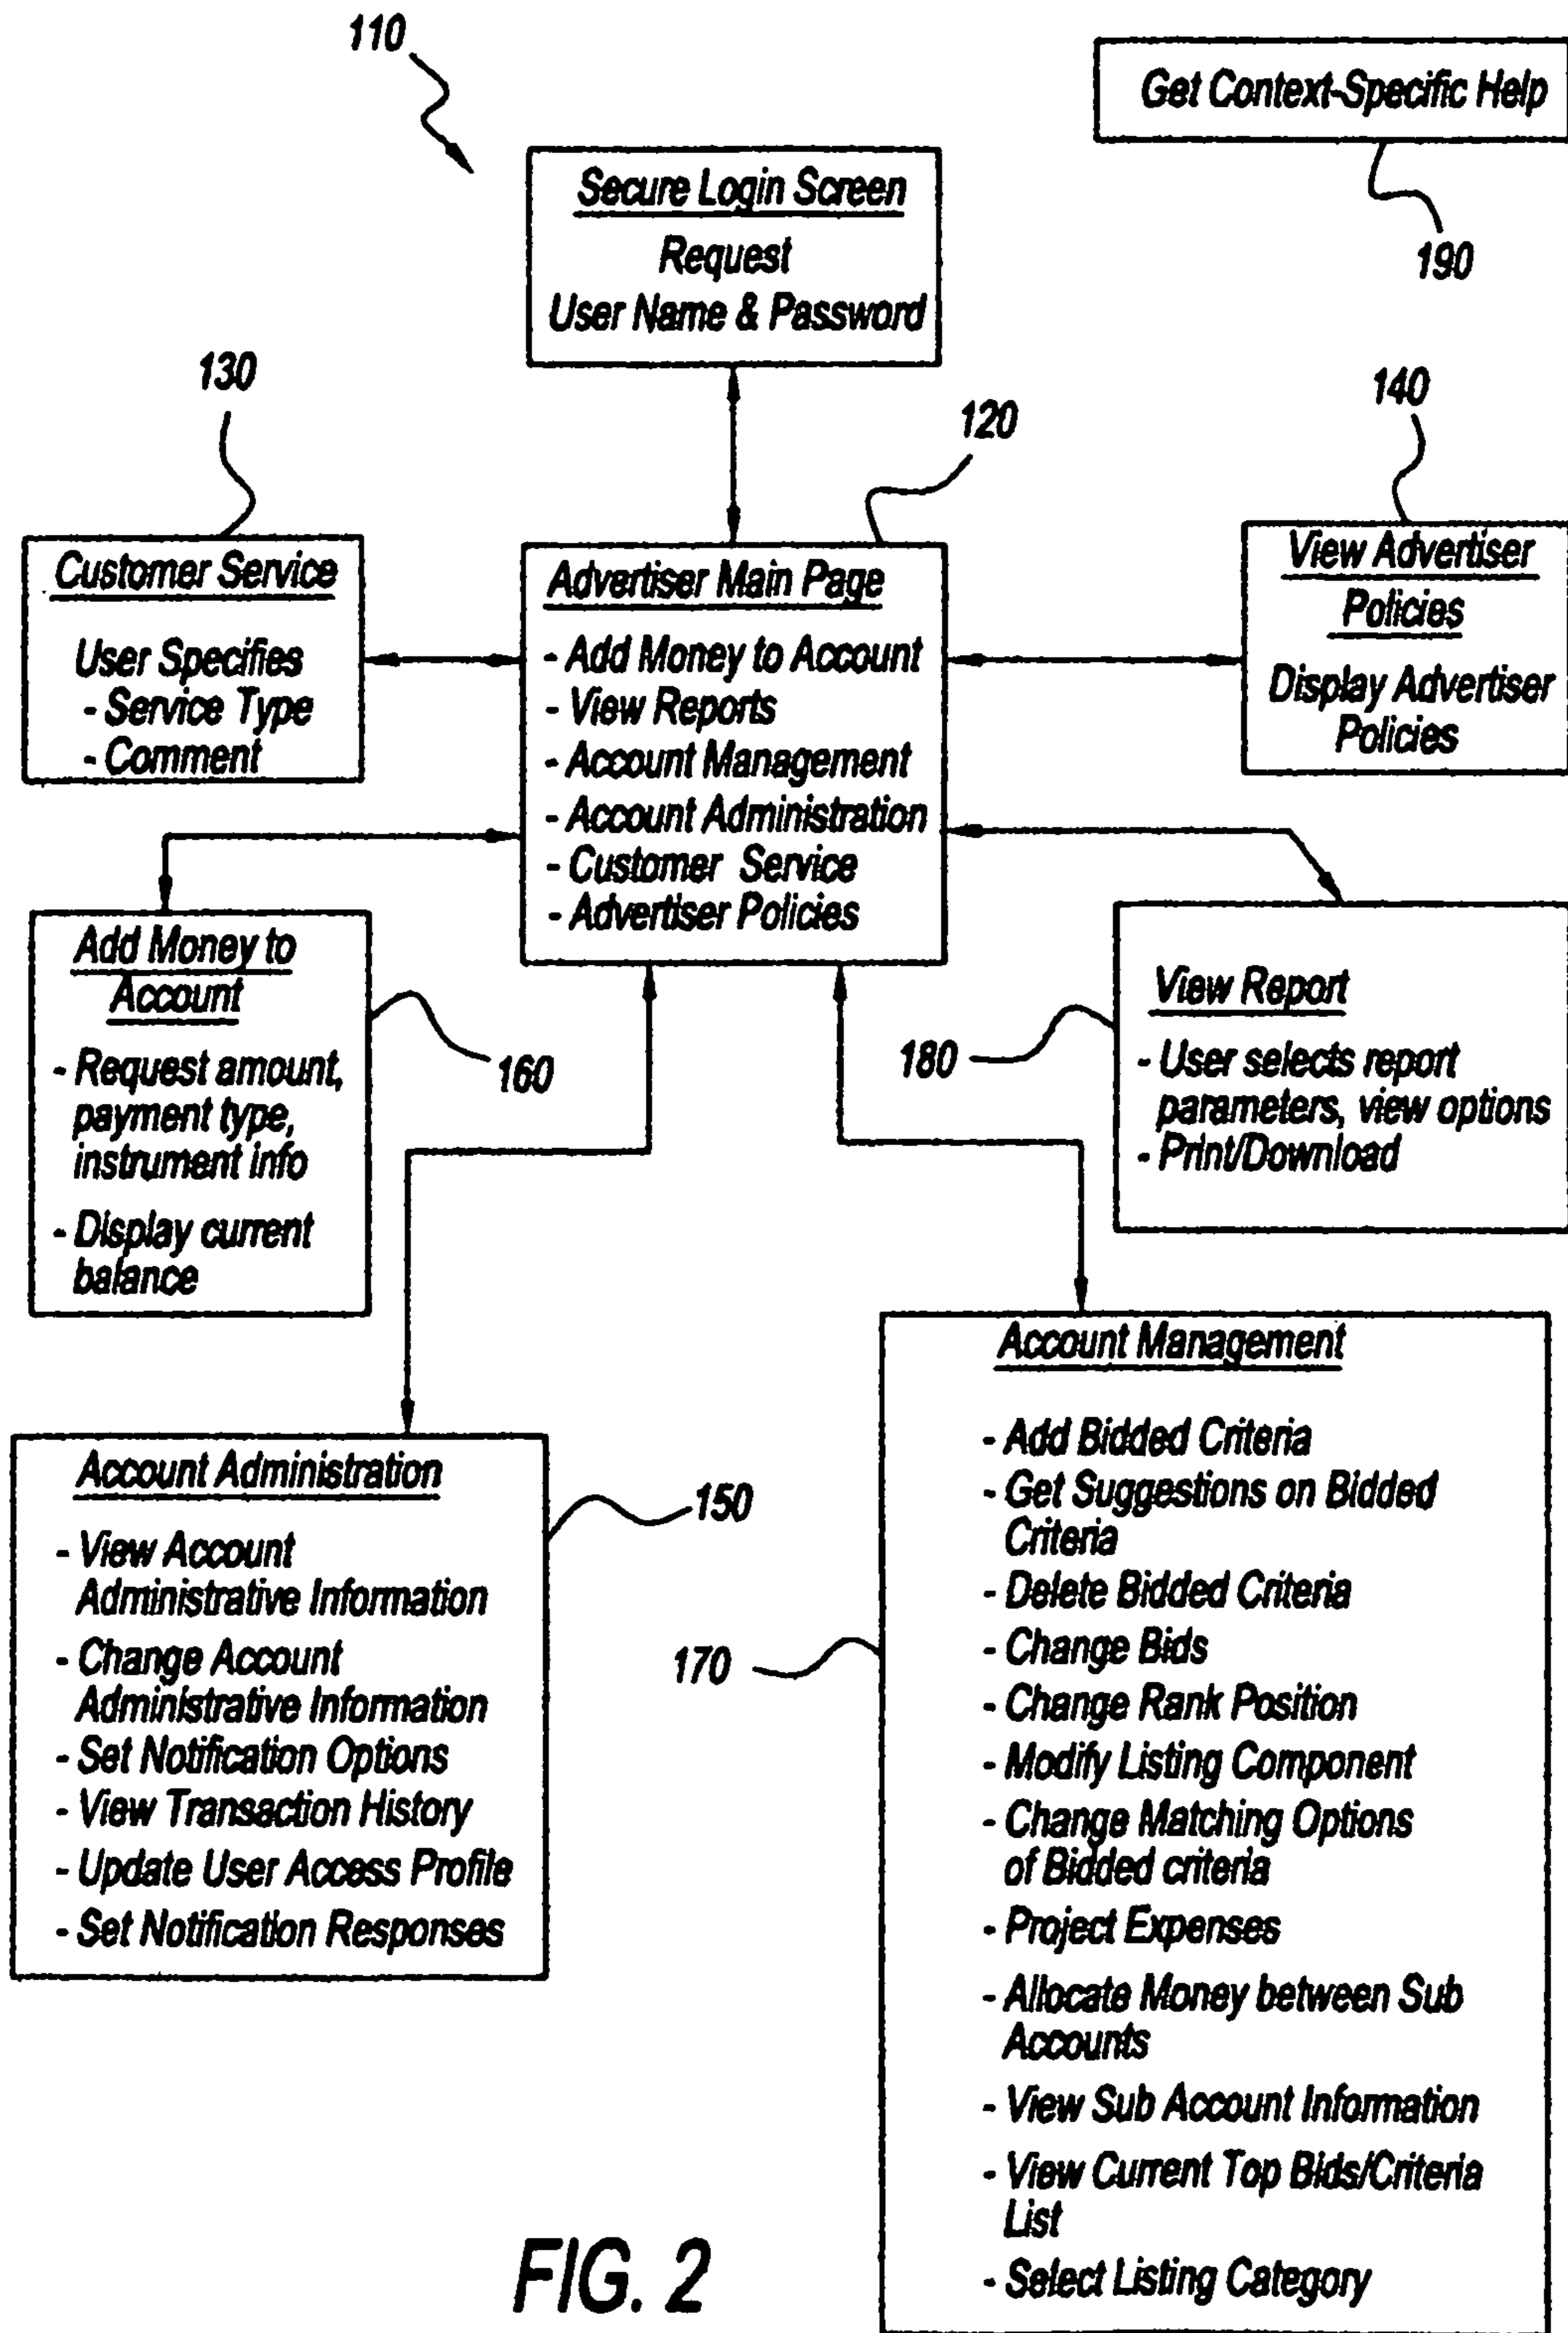 110
Get Context-Specific Help
190
Secure Login Screen
Request
User Name & Password
130
120
140
Customer Service
User Specifies
- Service Type
- Comment
Advertiser Main Page
- Add Money to Account
- View Reports
- Account Management
- Account Administration
- Customer Service
- Advertiser Policies
View Advertiser
Policies
Display Advertiser
Policies
Add Money to
Account
- Request amount,
payment type,
instrument info
- Display current
balance
160
180
View Report
- User selects report
parameters, view options
- Print/Download
Account Administration
- View Account
Administrative Information
- Change Account
Administrative Information
- Set Notification Options
- View Transaction History
- Update User Access Profile
- Set Notification Responses
150
170
Account Management
- Add Bidded Criteria
- Get Suggestions on Bidded
Criteria
- Delete Bidded Criteria
- Change Bids
- Change Rank Position
- Modify Listing Component
- Change Matching Options
of Bidded criteria
- Project Expenses
- Allocate Money between Sub
Accounts
- View Sub Account Information
- View Current Top Bids/Criteria
List
- Select Listing Category
FIG. 2